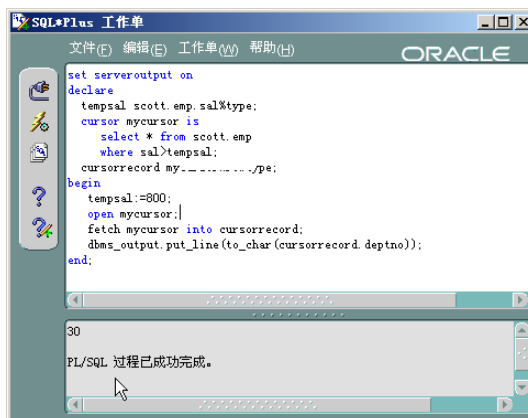 SQL*Plus 工作单
文件(F) 编辑(E) 工作单(W) 帮助(H)
ORACLE
set serveroutput on
declare
tempsal scott.emp.sal%type;
cursor mycursor is
select * from scott.emp
where sal>tempsal;
cursorrecord
begin
tempsal:=800;
open mycursor;
fetch mycursor into cursorrecord;
dbms_output.put_line(to_char(cursorrecord.deptno));
end;
30
PL/SQL 过程已成功完成。